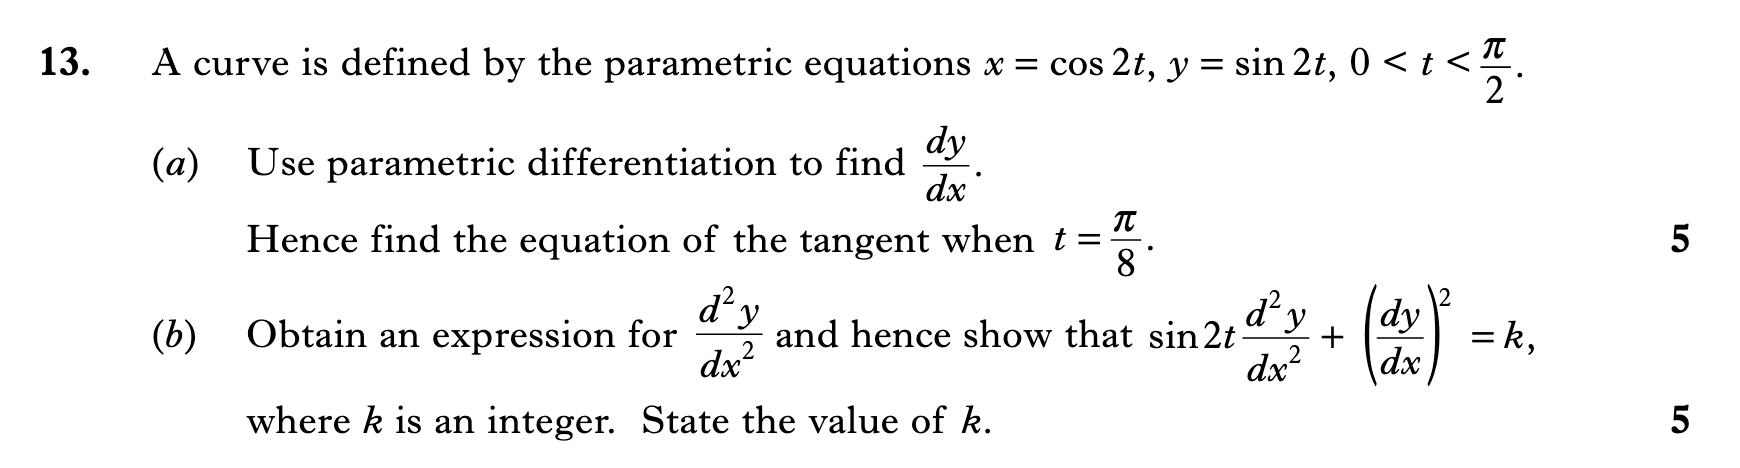 13. A curve is defined by the parametric equations x = cos 2t, y = sin 2t, 0 < t < π/2.
(a) Use parametric differentiation to find dy/dx.
Hence find the equation of the tangent when t = π/8. 5
(b) Obtain an expression for d²y/dx² and hence show that sin 2t d²y/dx² + (dy/dx)² = k,
where k is an integer. State the value of k. 5